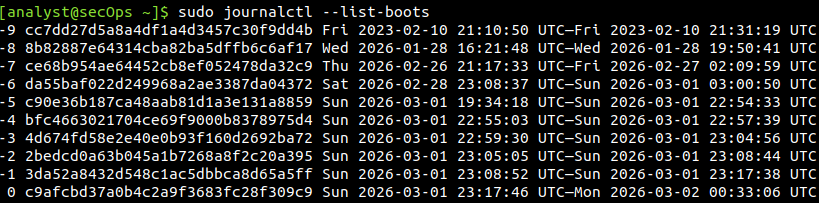 [analyst@secOps ~]$ sudo journalctl --list-boots
-9 cc7dd27d5a8a4df1a4d3457c30f9dd4b Fri 2023-02-10 21:10:50 UTC—Fri 2023-02-10 21:31:19 UTC
-8 8b82887e64314cba82ba5dffb6c6af17 Wed 2026-01-28 16:21:48 UTC—Wed 2026-01-28 19:50:41 UTC
-7 ce68b954ae64452cb8ef052478da32c9 Thu 2026-02-26 21:17:33 UTC—Fri 2026-02-27 02:09:59 UTC
-6 da55baf022d249968a2ae3387da04372 Sat 2026-02-28 23:08:37 UTC—Sun 2026-03-01 03:00:50 UTC
-5 c90e36b187ca48aab81d1a3e131a8859 Sun 2026-03-01 19:34:18 UTC—Sun 2026-03-01 22:54:33 UTC
-4 bfc4663021704ce69f9000b8378975d4 Sun 2026-03-01 22:55:03 UTC—Sun 2026-03-01 22:57:39 UTC
-3 4d674fd58e2e40e0b93f160d2692ba72 Sun 2026-03-01 22:59:30 UTC—Sun 2026-03-01 23:04:56 UTC
-2 2bedcd0a63b045a1b7268a8f2c20a395 Sun 2026-03-01 23:05:05 UTC—Sun 2026-03-01 23:08:44 UTC
-1 3da52a8432d548c1ac5dbbca8d65a5ff Sun 2026-03-01 23:08:52 UTC—Sun 2026-03-01 23:17:38 UTC
 0 c9afcbd37a0b4c2a9f3683fc28f309c9 Sun 2026-03-01 23:17:46 UTC—Mon 2026-03-02 00:33:06 UTC